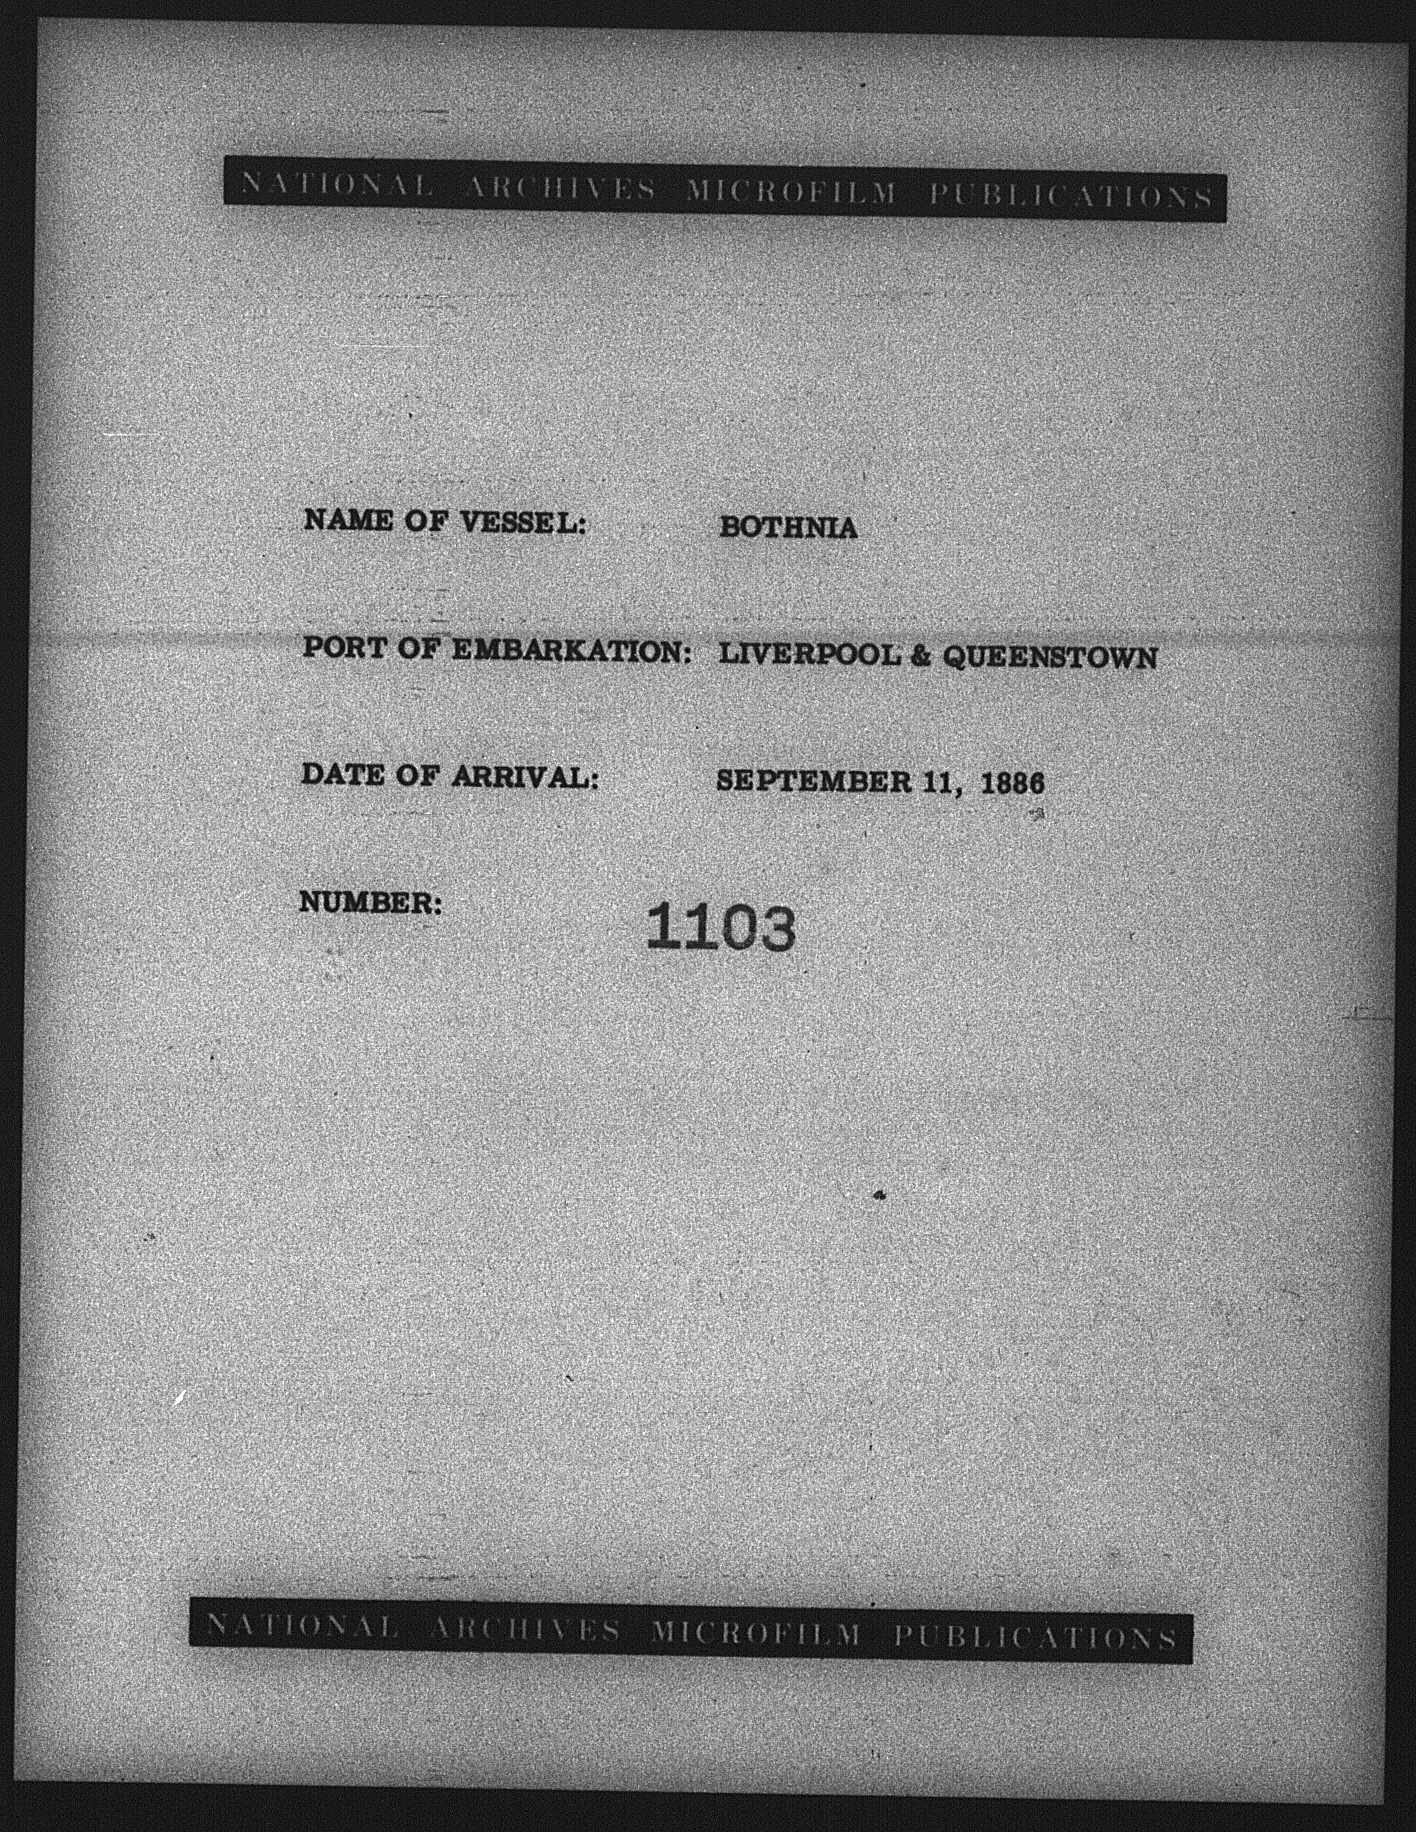 NATIONAL ARCHIVES MICROFILM PUBLICATIONS
NAME OF VESSEL: BOTHNIA
PORT OF EMBARKATION: LIVERPOOL & QUEENSTOWN
DATE OF ARRIVAL: SEPTEMBER 11, 1886
NUMBER: 1103
NATIONAL ARCHIVES MICROFILM PUBLICATIONS